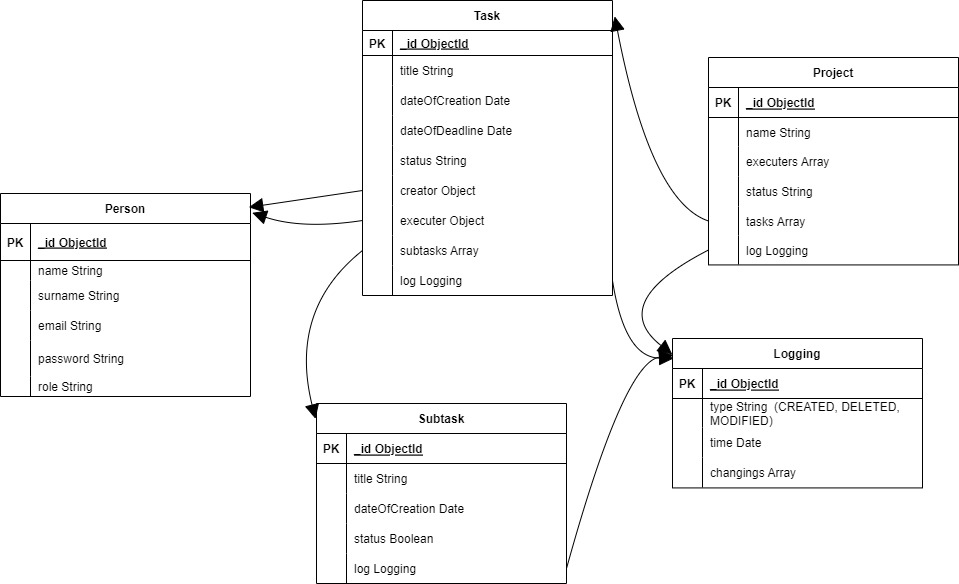 Task
PK _id ObjectId
title String
dateOfCreation Date
dateOfDeadline Date
status String
creator Object
executer Object
subtasks Array
log Logging
Project
PK _id ObjectId
name String
executers Array
status String
tasks Array
log Logging
Person
PK _id ObjectId
name String
surname String
email String
password String
role String
Logging
PK _id ObjectId
type String (CREATED, DELETED,
MODIFIED)
time Date
changings Array
Subtask
PK _id ObjectId
title String
dateOfCreation Date
status Boolean
log Logging